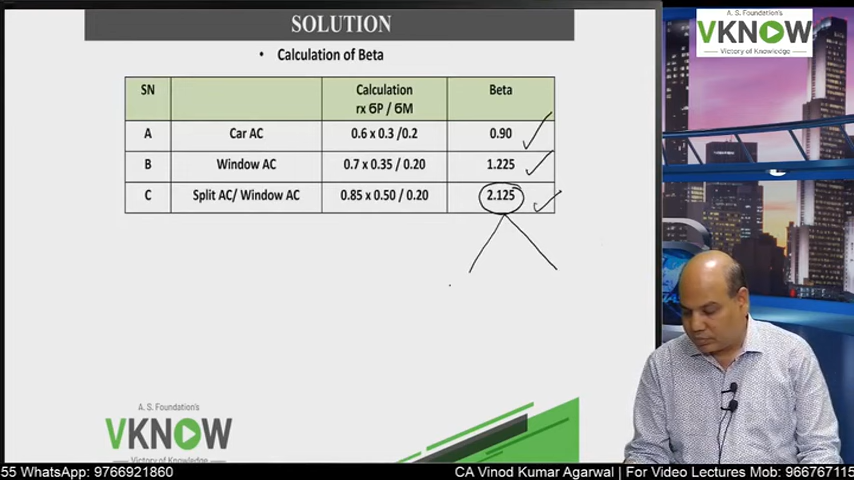 SOLUTION
• Calculation of Beta
SN Calculation rx ϬP / ϬM Beta
A Car AC 0.6 x 0.3 /0.2 0.90
B Window AC 0.7 x 0.35 / 0.20 1.225
C Split AC/ Window AC 0.85 x 0.50 / 0.20 2.125
A. S. Foundation's
VKNOW
Victory of Knowledge
A. S. Foundation's
VKNOW
Victory of Knowledge
55 WhatsApp: 9766921860 CA Vinod Kumar Agarwal | For Video Lectures Mob: 966767115